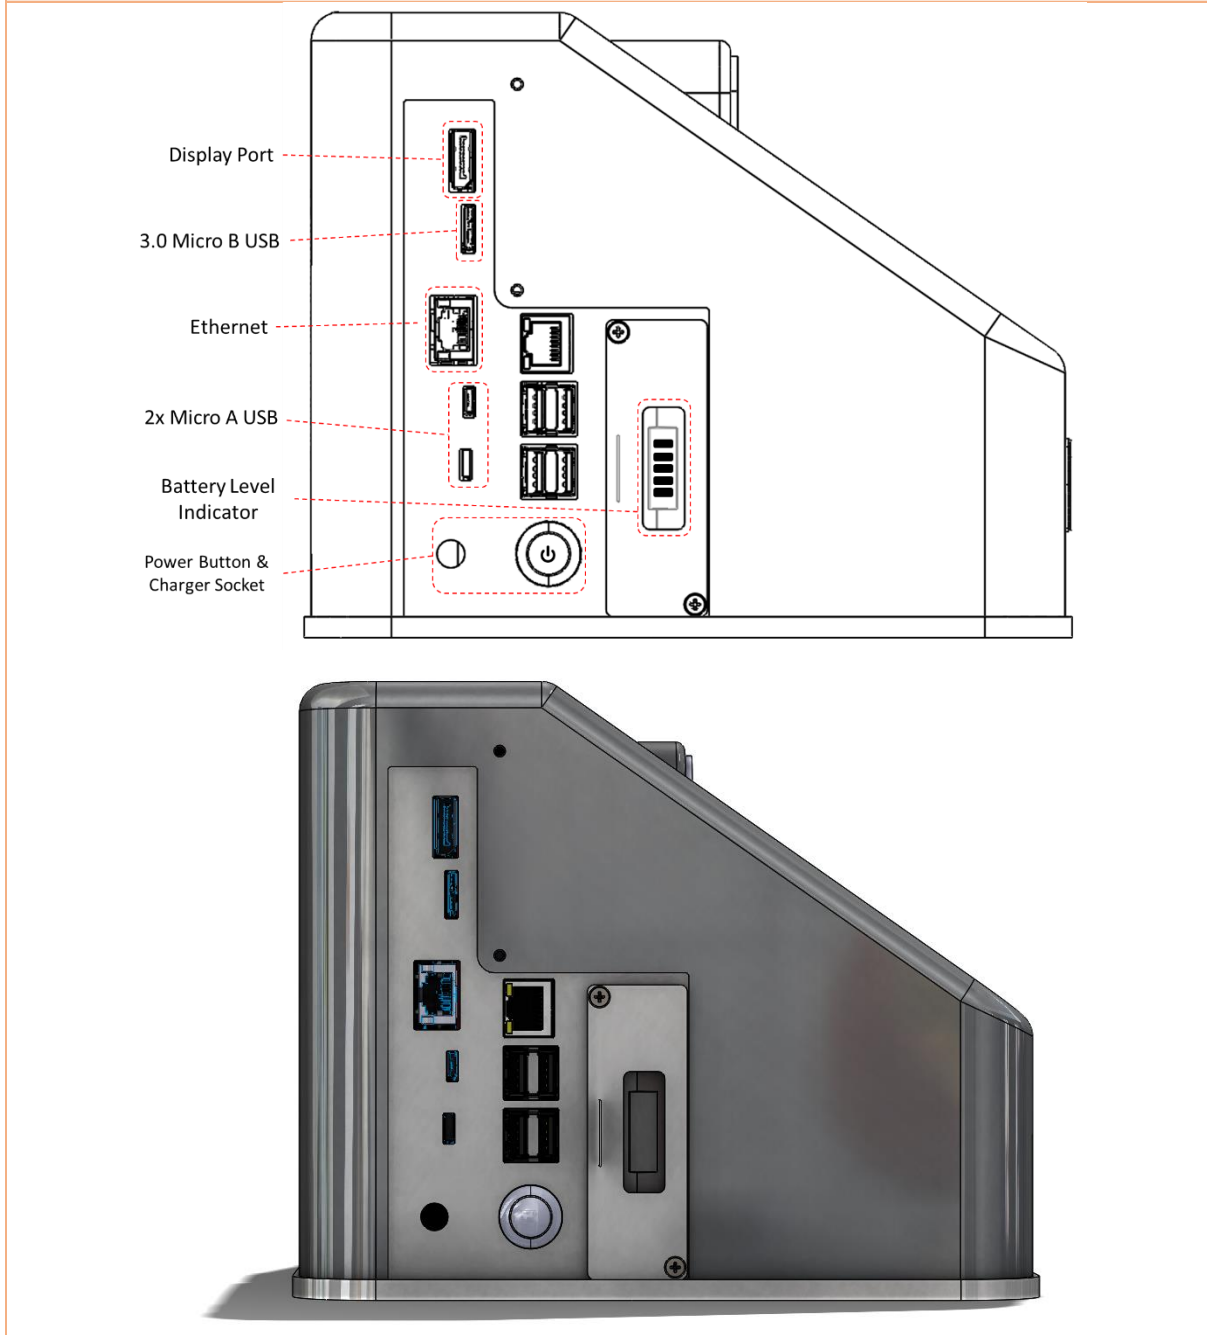 Display Port
3.0 Micro B USB
Ethernet
2x Micro A USB
Battery Level
Indicator
Power Button &
Charger Socket